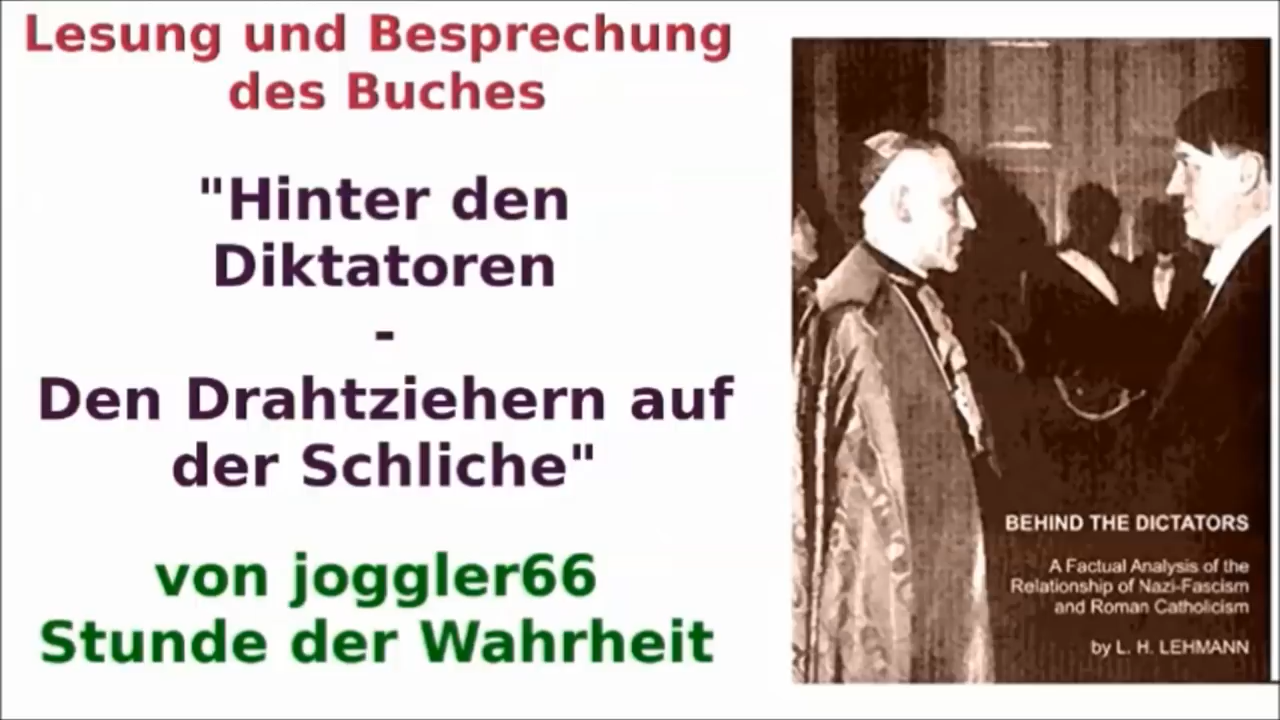 Lesung und Besprechung
des Buches
"Hinter den
Diktatoren
-
Den Drahtziehern auf
der Schliche"
von joggler66
Stunde der Wahrheit
BEHIND THE DICTATORS
A Factual Analysis of the
Relationship of Nazi-Fascism
and Roman Catholicism
by L. H. LEHMANN